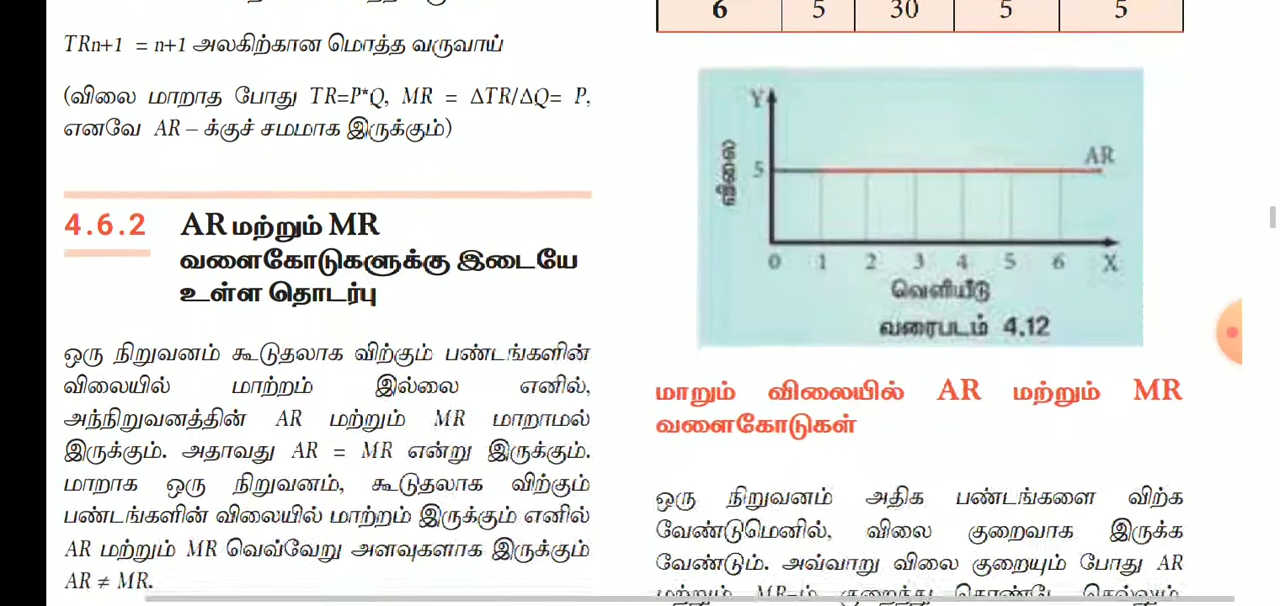 TRn+1 = n+1 அலகிற்கான மொத்த வருவாய்
(விலை மாறாத போது TR=P*Q, MR = ΔTR/ΔQ= P,
எனவே AR – க்குச் சமமாக இருக்கும்)
4.6.2 AR மற்றும் MR
வளைகோடுகளுக்கு இடையே
உள்ள தொடர்பு
ஒரு நிறுவனம் கூடுதலாக விற்கும் பண்டங்களின்
விலையில் மாற்றம் இல்லை எனில்,
அந்நிறுவனத்தின் AR மற்றும் MR மாறாமல்
இருக்கும். அதாவது AR = MR என்று இருக்கும்.
மாறாக ஒரு நிறுவனம், கூடுதலாக விற்கும்
பண்டங்களின் விலையில் மாற்றம் இருக்கும் எனில்
AR மற்றும் MR வெவ்வேறு அளவுகளாக இருக்கும்
AR ≠ MR.
6 5 30 5 5
Y
விலை
5
AR
0 1 2 3 4 5 6 X
வெளியீடு
வரைபடம் 4.12
மாறும் விலையில் AR மற்றும் MR
வளைகோடுகள்
ஒரு நிறுவனம் அதிக பண்டங்களை விற்க
வேண்டுமெனில், விலை குறைவாக இருக்க
வேண்டும். அவ்வாறு விலை குறையும் போது AR
மற்றும் MR-ம் குறைந்து கொண்டே செல்லும்.